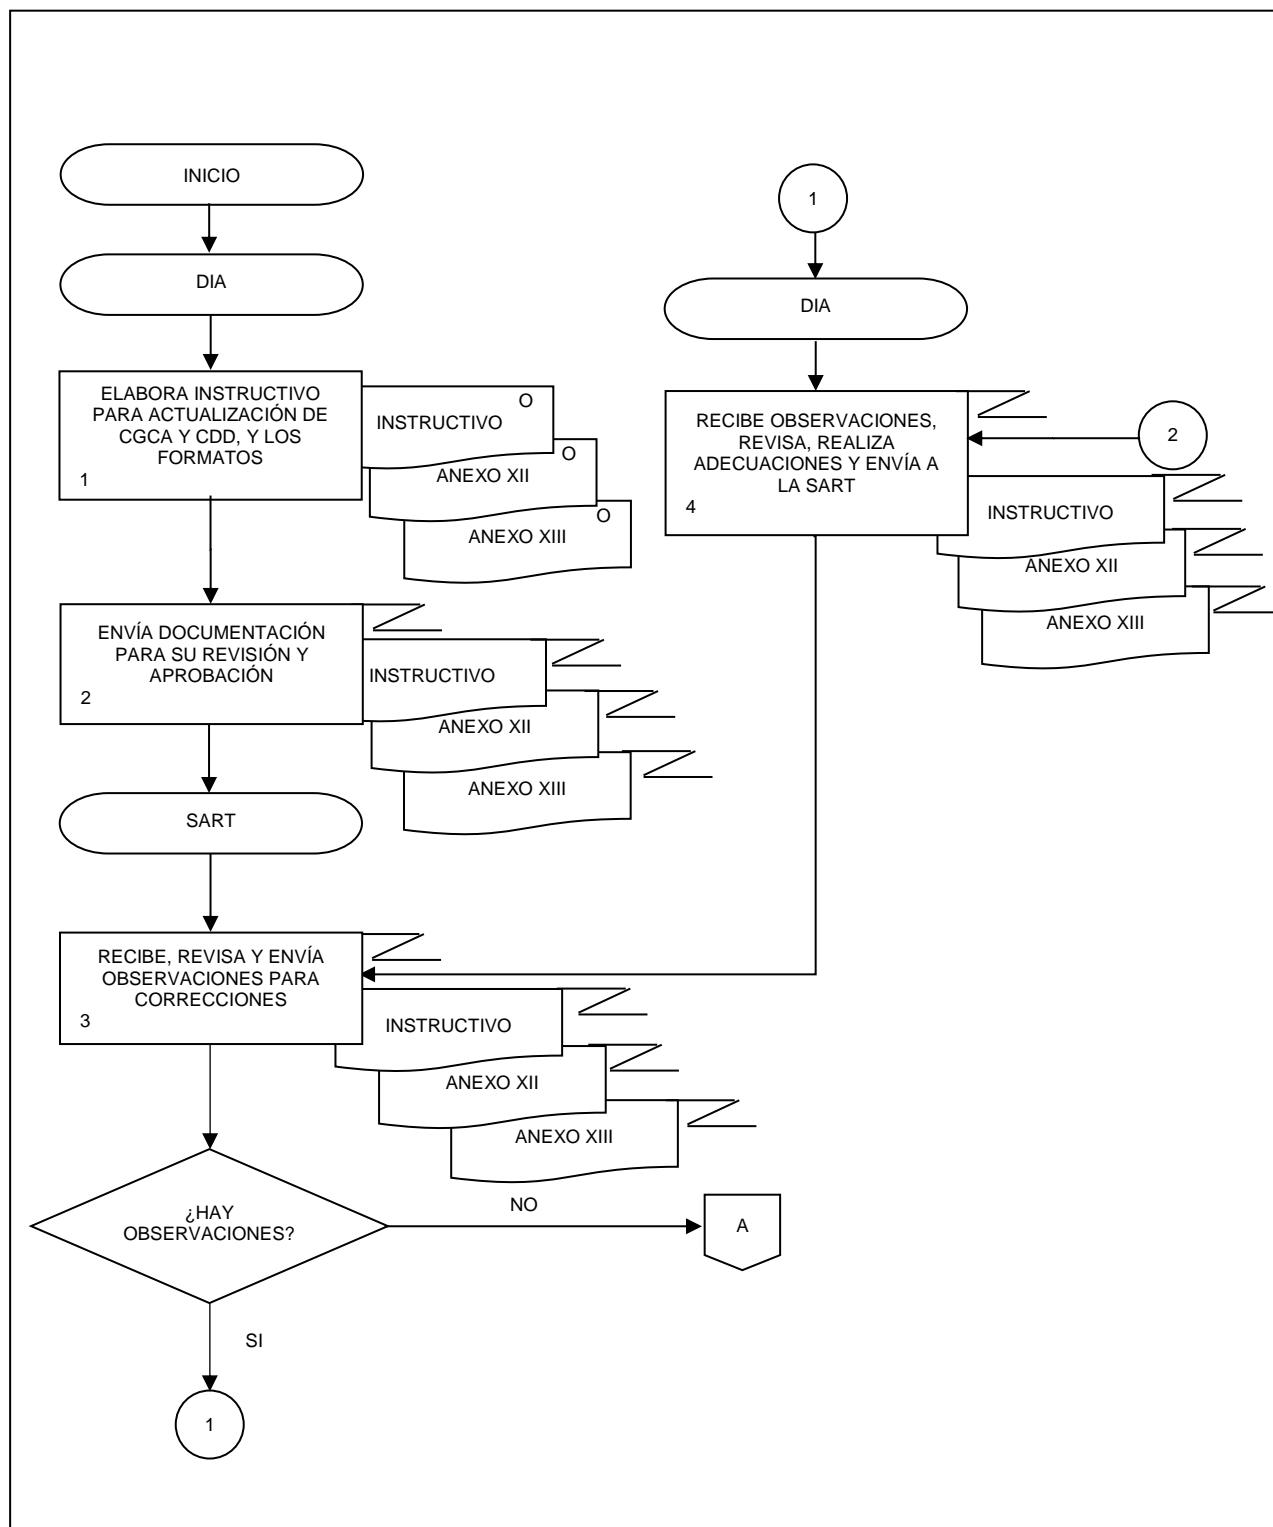 INICIO
DIA
ELABORA INSTRUCTIVO
PARA ACTUALIZACIÓN DE
CGCA Y CDD, Y LOS
FORMATOS
1
O
INSTRUCTIVO
O
ANEXO XII
O
ANEXO XIII
ENVÍA DOCUMENTACIÓN
PARA SU REVISIÓN Y
APROBACIÓN
2
INSTRUCTIVO
ANEXO XII
ANEXO XIII
SART
RECIBE, REVISA Y ENVÍA
OBSERVACIONES PARA
CORRECCIONES
3
INSTRUCTIVO
ANEXO XII
ANEXO XIII
¿HAY
OBSERVACIONES?
NO
A
SI
1
1
DIA
RECIBE OBSERVACIONES,
REVISA, REALIZA
ADECUACIONES Y ENVÍA A
LA SART
4
2
INSTRUCTIVO
ANEXO XII
ANEXO XIII